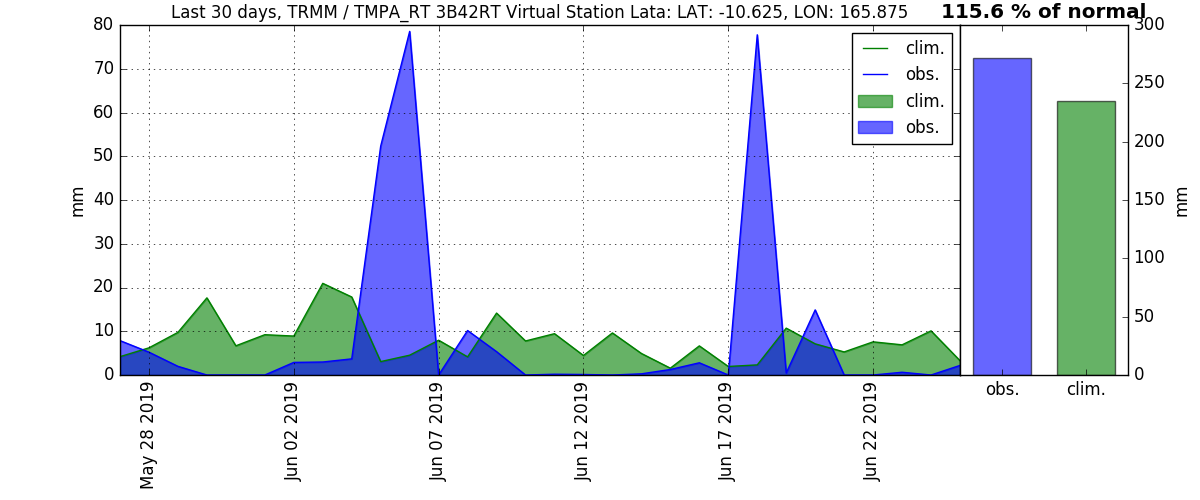 Last 30 days, TRMM / TMPA_RT 3B42RT Virtual Station Lata: LAT: -10.625, LON: 165.875
115.6 % of normal
80
70
60
50
40
30
20
10
0
mm
clim.
obs.
clim.
obs.
May 28 2019
Jun 02 2019
Jun 07 2019
Jun 12 2019
Jun 17 2019
Jun 22 2019
300
250
200
150
100
50
0
mm
obs.
clim.